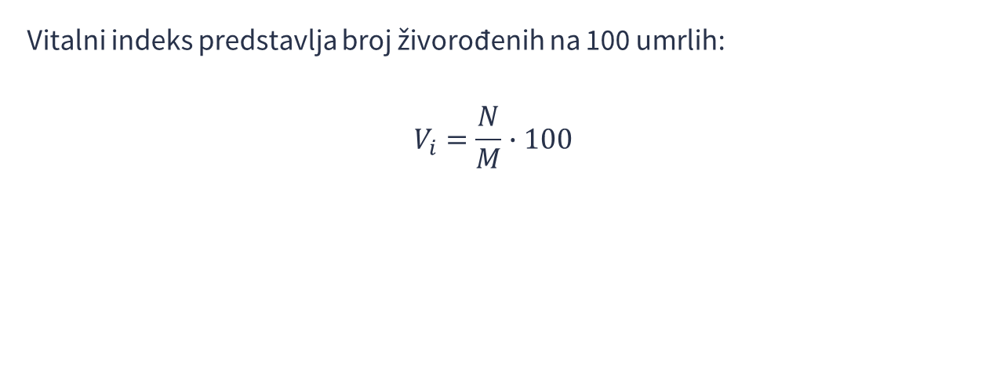 Vitalni indeks predstavlja broj živorođenih na 100 umrlih:
V_i = N/M · 100